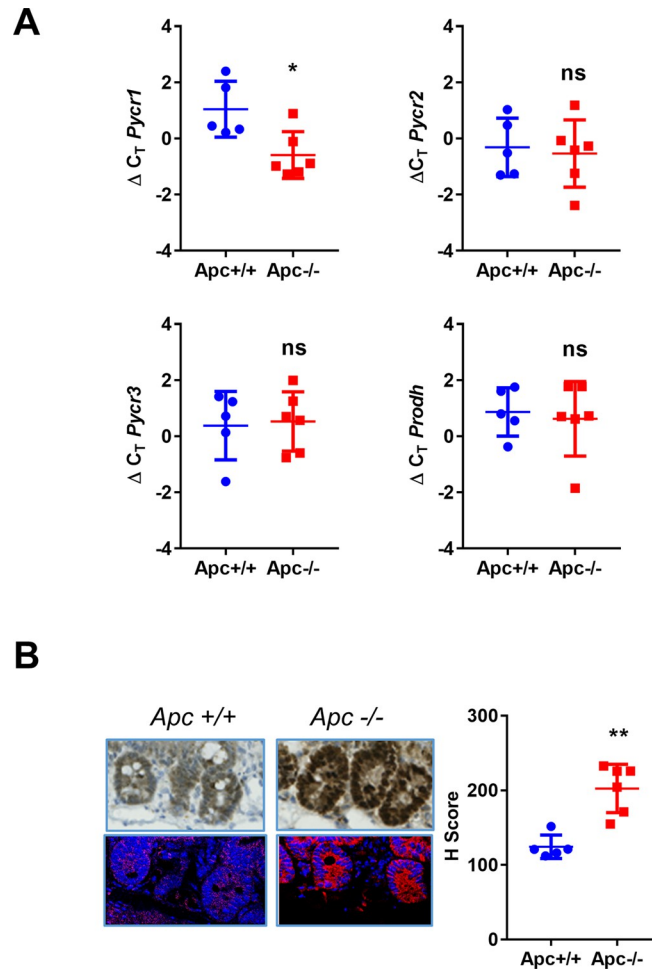 A
4
2
0
-2
-4
Δ CT Pycr1
*
Apc+/+ Apc-/-
4
2
0
-2
-4
ΔCT Pycr2
ns
Apc+/+ Apc-/-
4
2
0
-2
-4
Δ CT Pycr3
ns
Apc+/+ Apc-/-
4
2
0
-2
-4
Δ CT Prodh
ns
Apc+/+ Apc-/-
B
Apc +/+ Apc -/-
300
200
100
0
H Score
**
Apc+/+ Apc-/-